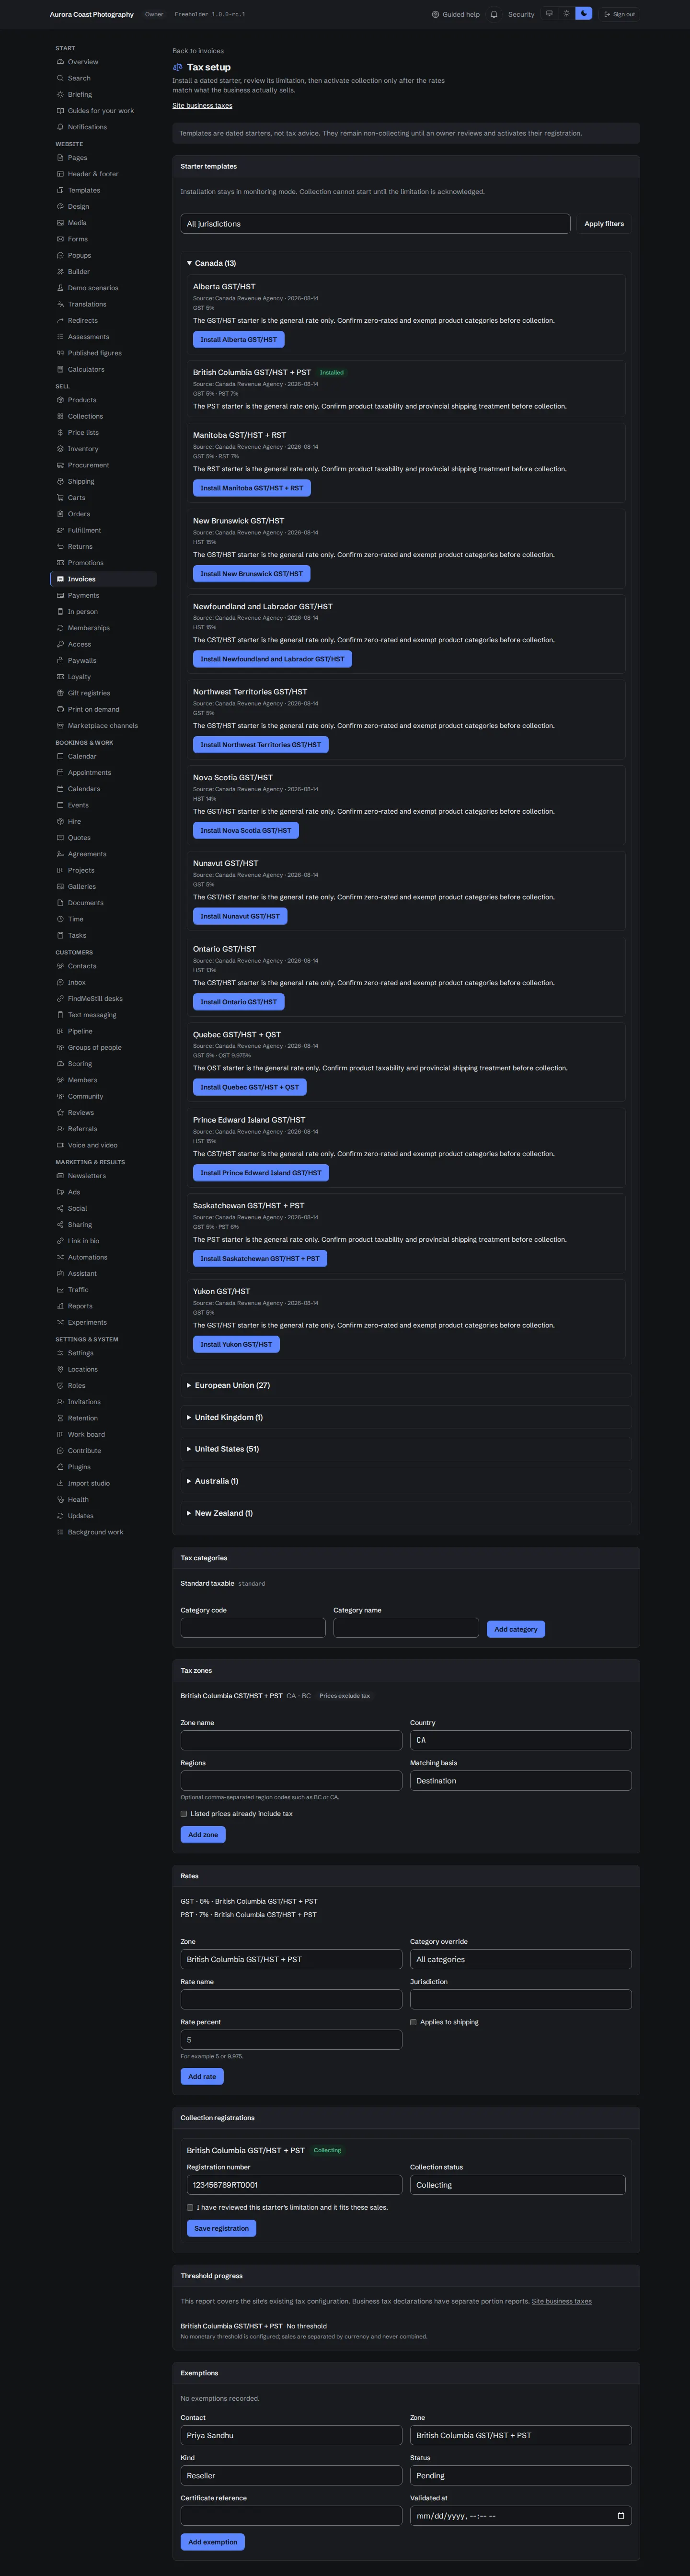 Aurora Coast Photography Owner Freeholder 1.0.0-rc.1 Guided help Security Sign out
START
Overview
Search
Briefing
Guides for your work
Notifications
WEBSITE
Pages
Header & footer
Templates
Design
Media
Forms
Popups
Builder
Demo scenarios
Translations
Redirects
Assessments
Published figures
Calculators
SELL
Products
Collections
Price lists
Inventory
Procurement
Shipping
Carts
Orders
Fulfillment
Returns
Promotions
Invoices
Payments
In person
Memberships
Access
Paywalls
Loyalty
Gift registries
Print on demand
Marketplace channels
BOOKINGS & WORK
Calendar
Appointments
Calendars
Events
Hire
Quotes
Agreements
Projects
Galleries
Documents
Time
Tasks
CUSTOMERS
Contacts
Inbox
FindMeStill desks
Text messaging
Pipeline
Groups of people
Scoring
Members
Community
Reviews
Referrals
Voice and video
MARKETING & RESULTS
Newsletters
Ads
Social
Sharing
Link in bio
Automations
Assistant
Traffic
Reports
Experiments
SETTINGS & SYSTEM
Settings
Locations
Roles
Invitations
Retention
Work board
Contribute
Plugins
Import studio
Health
Updates
Background work
Back to invoices
Tax setup
Install a dated starter, review its limitation, then activate collection only after the rates
match what the business actually sells.
Site business taxes
Templates are dated starters, not tax advice. They remain non-collecting until an owner reviews and activates their registration.
Starter templates
Installation stays in monitoring mode. Collection cannot start until the limitation is acknowledged.
All jurisdictions Apply filters
Canada (13)
Alberta GST/HST
Source: Canada Revenue Agency · 2026-08-14
GST 5%
The GST/HST starter is the general rate only. Confirm zero-rated and exempt product categories before collection.
Install Alberta GST/HST
British Columbia GST/HST + PST Installed
Source: Canada Revenue Agency · 2026-08-14
GST 5% · PST 7%
The PST starter is the general rate only. Confirm product taxability and provincial shipping treatment before collection.
Manitoba GST/HST + RST
Source: Canada Revenue Agency · 2026-08-14
GST 5% · RST 7%
The RST starter is the general rate only. Confirm product taxability and provincial shipping treatment before collection.
Install Manitoba GST/HST + RST
New Brunswick GST/HST
Source: Canada Revenue Agency · 2026-08-14
HST 15%
The GST/HST starter is the general rate only. Confirm zero-rated and exempt product categories before collection.
Install New Brunswick GST/HST
Newfoundland and Labrador GST/HST
Source: Canada Revenue Agency · 2026-08-14
HST 15%
The GST/HST starter is the general rate only. Confirm zero-rated and exempt product categories before collection.
Install Newfoundland and Labrador GST/HST
Northwest Territories GST/HST
Source: Canada Revenue Agency · 2026-08-14
GST 5%
The GST/HST starter is the general rate only. Confirm zero-rated and exempt product categories before collection.
Install Northwest Territories GST/HST
Nova Scotia GST/HST
Source: Canada Revenue Agency · 2026-08-14
HST 14%
The GST/HST starter is the general rate only. Confirm zero-rated and exempt product categories before collection.
Install Nova Scotia GST/HST
Nunavut GST/HST
Source: Canada Revenue Agency · 2026-08-14
GST 5%
The GST/HST starter is the general rate only. Confirm zero-rated and exempt product categories before collection.
Install Nunavut GST/HST
Ontario GST/HST
Source: Canada Revenue Agency · 2026-08-14
HST 13%
The GST/HST starter is the general rate only. Confirm zero-rated and exempt product categories before collection.
Install Ontario GST/HST
Quebec GST/HST + QST
Source: Canada Revenue Agency · 2026-08-14
GST 5% · QST 9.975%
The QST starter is the general rate only. Confirm product taxability and provincial shipping treatment before collection.
Install Quebec GST/HST + QST
Prince Edward Island GST/HST
Source: Canada Revenue Agency · 2026-08-14
HST 15%
The GST/HST starter is the general rate only. Confirm zero-rated and exempt product categories before collection.
Install Prince Edward Island GST/HST
Saskatchewan GST/HST + PST
Source: Canada Revenue Agency · 2026-08-14
GST 5% · PST 6%
The PST starter is the general rate only. Confirm product taxability and provincial shipping treatment before collection.
Install Saskatchewan GST/HST + PST
Yukon GST/HST
Source: Canada Revenue Agency · 2026-08-14
GST 5%
The GST/HST starter is the general rate only. Confirm zero-rated and exempt product categories before collection.
Install Yukon GST/HST
European Union (27)
United Kingdom (1)
United States (51)
Australia (1)
New Zealand (1)
Tax categories
Standard taxable standard
Category code Category name
Add category
Tax zones
British Columbia GST/HST + PST CA · BC Prices exclude tax
Zone name Country
CA
Regions Matching basis
Destination
Optional comma-separated region codes such as BC or CA.
Listed prices already include tax
Add zone
Rates
GST · 5% · British Columbia GST/HST + PST
PST · 7% · British Columbia GST/HST + PST
Zone Category override
British Columbia GST/HST + PST All categories
Rate name Jurisdiction
Rate percent Applies to shipping
5
For example 5 or 9.975.
Add rate
Collection registrations
British Columbia GST/HST + PST Collecting
Registration number Collection status
123456789RT0001 Collecting
I have reviewed this starter's limitation and it fits these sales.
Save registration
Threshold progress
This report covers the site's existing tax configuration. Business tax declarations have separate portion reports. Site business taxes
British Columbia GST/HST + PST No threshold
No monetary threshold is configured; sales are separated by currency and never combined.
Exemptions
No exemptions recorded.
Contact Zone
Priya Sandhu British Columbia GST/HST + PST
Kind Status
Reseller Pending
Certificate reference Validated at
mm/dd/yyyy, --:-- --
Add exemption